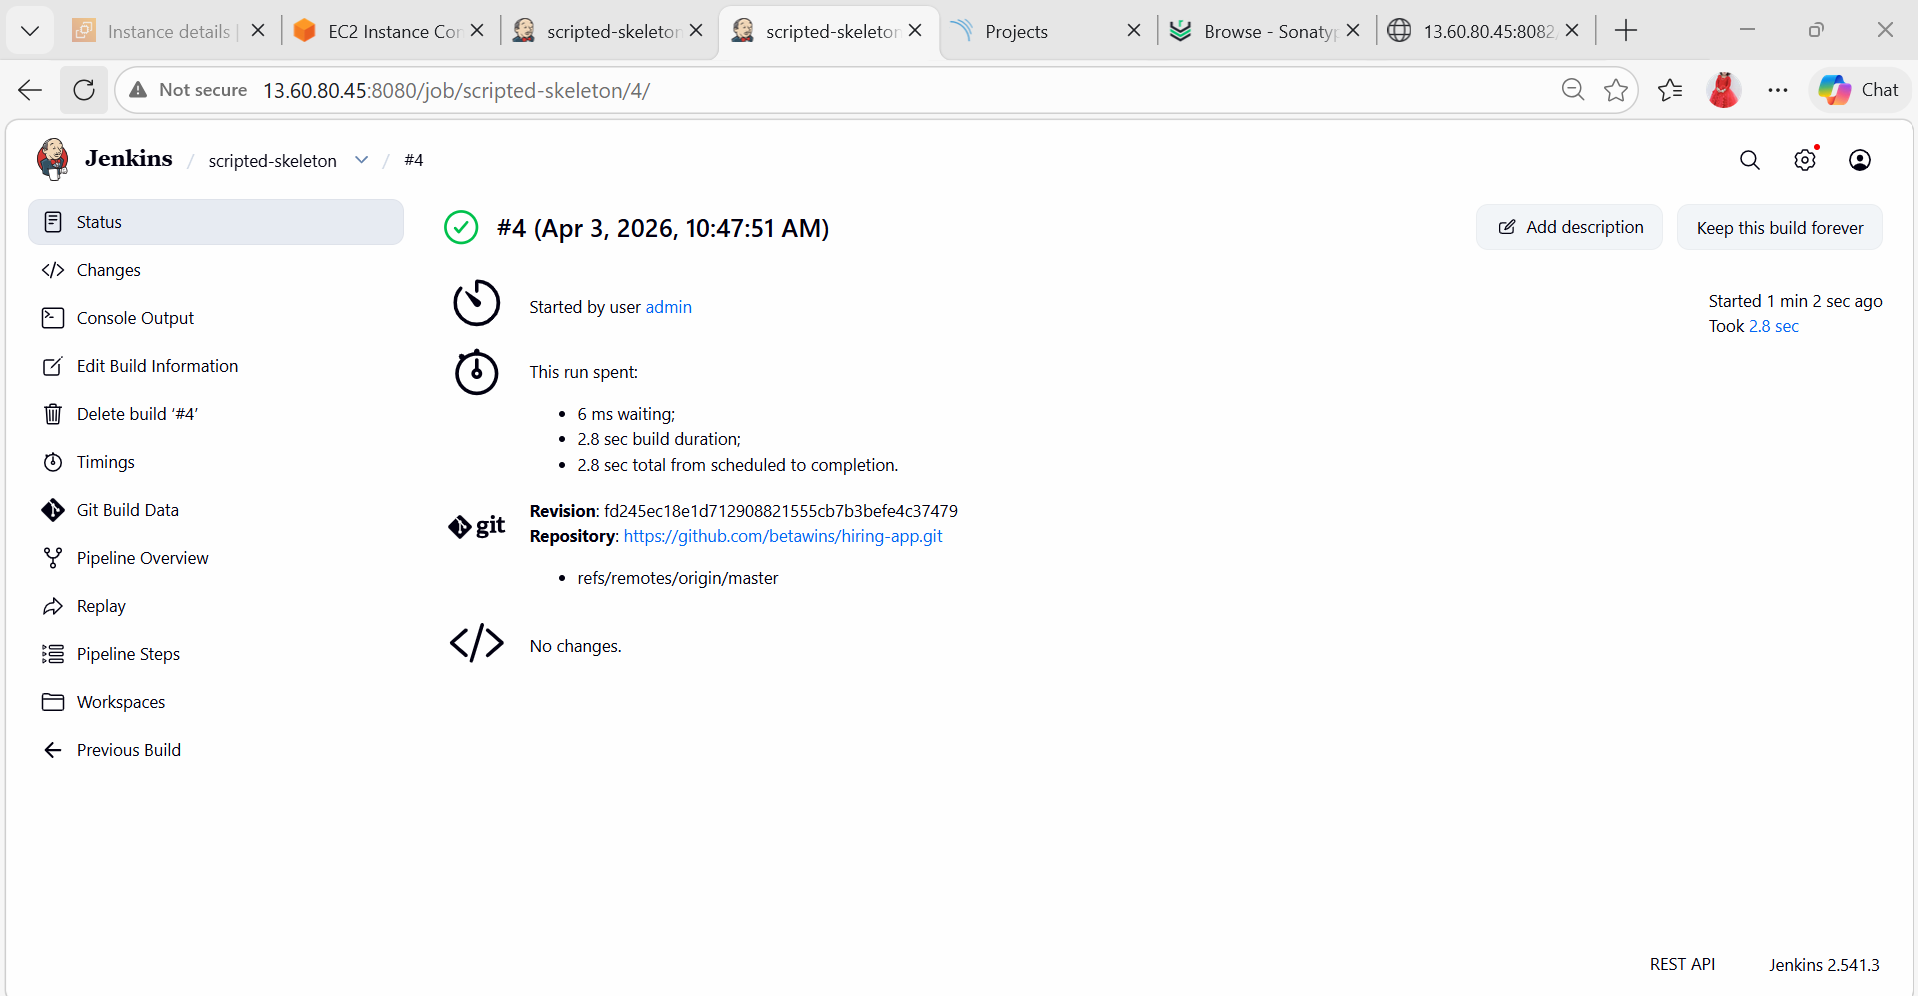 Instance details
EC2 Instance Con
scripted-skeleton
scripted-skeleton
Projects
Browse - Sonatyp
13.60.80.45:8082
Not secure 13.60.80.45:8080/job/scripted-skeleton/4/
Chat
Jenkins / scripted-skeleton / #4
Status
Changes
Console Output
Edit Build Information
Delete build ‘#4’
Timings
Git Build Data
Pipeline Overview
Replay
Pipeline Steps
Workspaces
Previous Build
#4 (Apr 3, 2026, 10:47:51 AM)
Add description
Keep this build forever
Started by user admin
Started 1 min 2 sec ago
Took 2.8 sec
This run spent:
6 ms waiting;
2.8 sec build duration;
2.8 sec total from scheduled to completion.
git
Revision: fd245ec18e1d712908821555cb7b3befe4c37479
Repository: https://github.com/betawins/hiring-app.git
refs/remotes/origin/master
No changes.
REST API
Jenkins 2.541.3